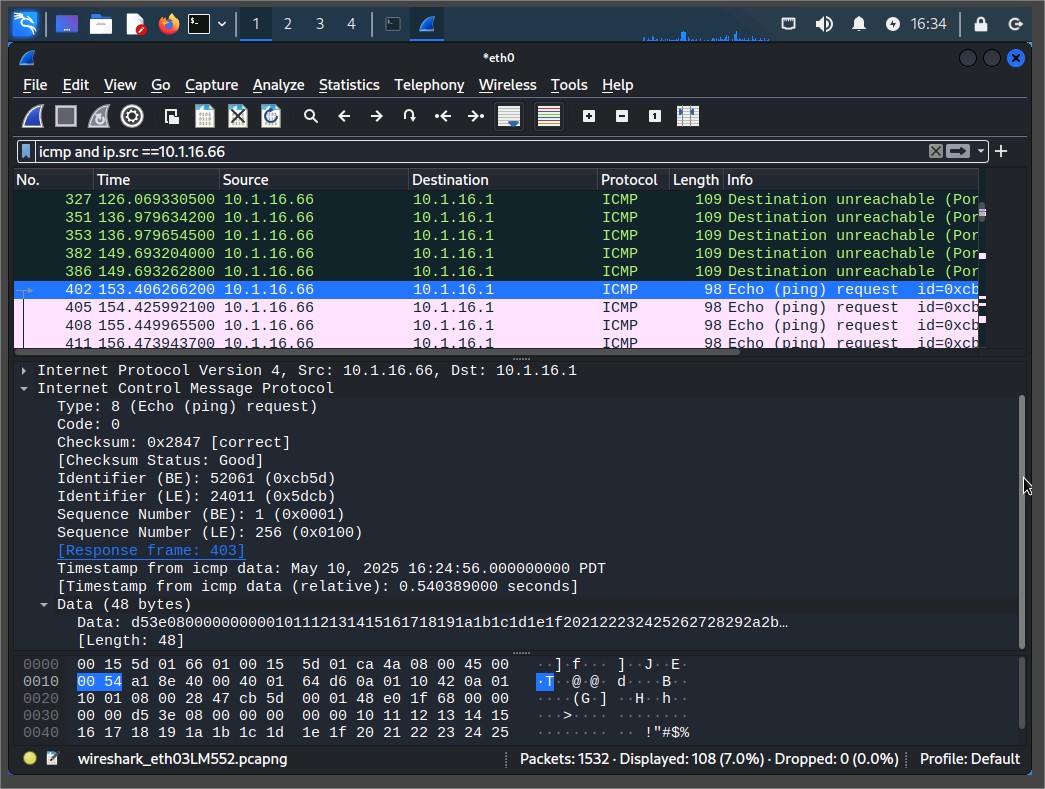 1 2 3 4 16:34
*eth0
File Edit View Go Capture Analyze Statistics Telephony Wireless Tools Help
icmp and ip.src ==10.1.16.66
No. Time Source Destination Protocol Length Info
327 126.069330500 10.1.16.66 10.1.16.1 ICMP 109 Destination unreachable (Por
351 136.979634200 10.1.16.66 10.1.16.1 ICMP 109 Destination unreachable (Por
353 136.979654500 10.1.16.66 10.1.16.1 ICMP 109 Destination unreachable (Por
382 149.693204000 10.1.16.66 10.1.16.1 ICMP 109 Destination unreachable (Por
386 149.693262800 10.1.16.66 10.1.16.1 ICMP 109 Destination unreachable (Por
402 153.406266200 10.1.16.66 10.1.16.1 ICMP 98 Echo (ping) request id=0xcb
405 154.425992100 10.1.16.66 10.1.16.1 ICMP 98 Echo (ping) request id=0xcb
408 155.449965500 10.1.16.66 10.1.16.1 ICMP 98 Echo (ping) request id=0xcb
411 156.473943700 10.1.16.66 10.1.16.1 ICMP 98 Echo (ping) request id=0xcb
Internet Protocol Version 4, Src: 10.1.16.66, Dst: 10.1.16.1
Internet Control Message Protocol
Type: 8 (Echo (ping) request)
Code: 0
Checksum: 0x2847 [correct]
[Checksum Status: Good]
Identifier (BE): 52061 (0xcb5d)
Identifier (LE): 24011 (0x5dcb)
Sequence Number (BE): 1 (0x0001)
Sequence Number (LE): 256 (0x0100)
[Response frame: 403]
Timestamp from icmp data: May 10, 2025 16:24:56.000000000 PDT
[Timestamp from icmp data (relative): 0.540389000 seconds]
Data (48 bytes)
Data: d53e080000000000101112131415161718191a1b1c1d1e1f202122232425262728292a2b…
[Length: 48]
0000 00 15 5d 01 66 01 00 15 5d 01 ca 4a 08 00 45 00 ··]·f··· ]··J··E·
0010 00 54 a1 8e 40 00 40 01 64 d6 0a 01 10 42 0a 01 ·T··@·@· d····B··
0020 10 01 08 00 28 47 cb 5d 00 01 48 e0 1f 68 00 00 ····(G·] ··H··h··
0030 00 00 d5 3e 08 00 00 00 00 00 10 11 12 13 14 15 ···>···· ········
0040 16 17 18 19 1a 1b 1c 1d 1e 1f 20 21 22 23 24 25 ········ ·· !"#$%
wireshark_eth03LM552.pcapng Packets: 1532 · Displayed: 108 (7.0%) · Dropped: 0 (0.0%) Profile: Default